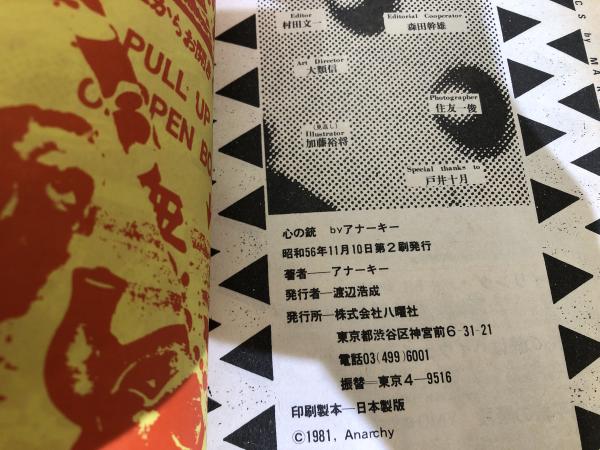 からお
PULL UP
OPEN BO
Editor
村田文一
Editorial Cooperator
森田幹雄
Art Director
大類信
Photographer
住友一俊
(見返し)
Illustrator
加藤裕将
Special thanks to
戸井十月
心の銃 byアナーキー
昭和56年11月10日第2刷発行
著者──アナーキー
発行者─渡辺浩成
発行所─株式会社八曜社
東京都渋谷区神宮前6-31-21
電話03(499)6001
振替=東京4-9516
印刷製本─日本製版
©1981, Anarchy